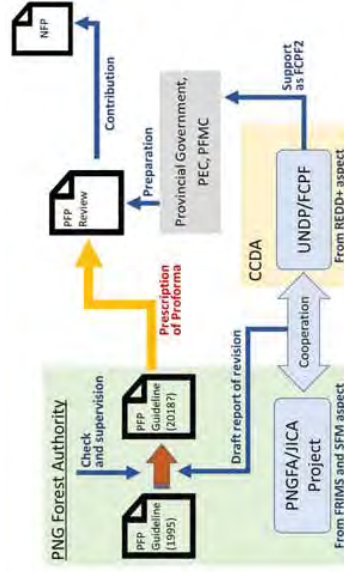 PNG Forest Authority
Check
and supervision
PFP
Guideline
(1995)
PFP
Guideline
(2018?)
Prescription
of Proforma
PFP
Review
Contribution
NFP
Preparation
Provincial Government,
PEC, PFMC
Draft report of revision
Support
as FCPF2
CCDA
PNGFA/JICA
Project
Cooperation
UNDP/FCPF
From FRIMS and SFM aspect
From REDD+ aspect